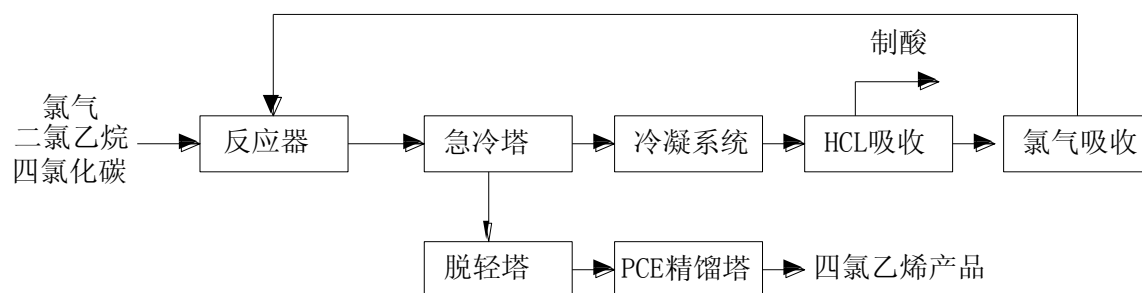 制酸
氯气
二氯乙烷
四氯化碳
反应器
急冷塔
冷凝系统
HCL吸收
氯气吸收
脱轻塔
PCE精馏塔
四氯乙烯产品